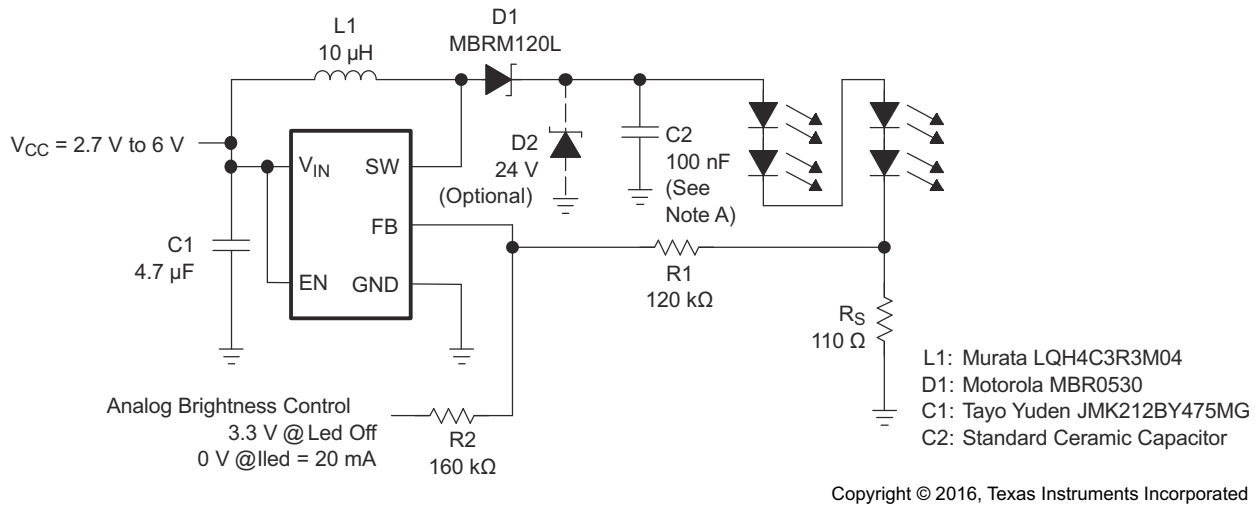 D1
MBRM120L
L1
10 µH
V_CC = 2.7 V to 6 V
V_IN
SW
D2
24 V
(Optional)
C2
100 nF
(See
Note A)
FB
C1
4.7 µF
EN
GND
R1
120 kΩ
R_S
110 Ω
L1: Murata LQH4C3R3M04
D1: Motorola MBR0530
C1: Tayo Yuden JMK212BY475MG
C2: Standard Ceramic Capacitor
Analog Brightness Control
3.3 V @ Led Off
0 V @Iled = 20 mA
R2
160 kΩ
Copyright © 2016, Texas Instruments Incorporated